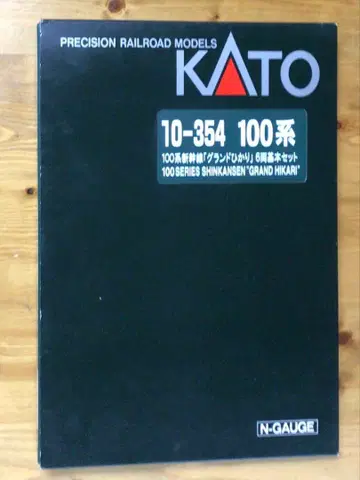 PRECISION RAILROAD MODELS
KATO
10-354 100系
100系新幹線「グランドひかり」6両基本セット
100 SERIES SHINKANSEN "GRAND HIKARI"
N-GAUGE